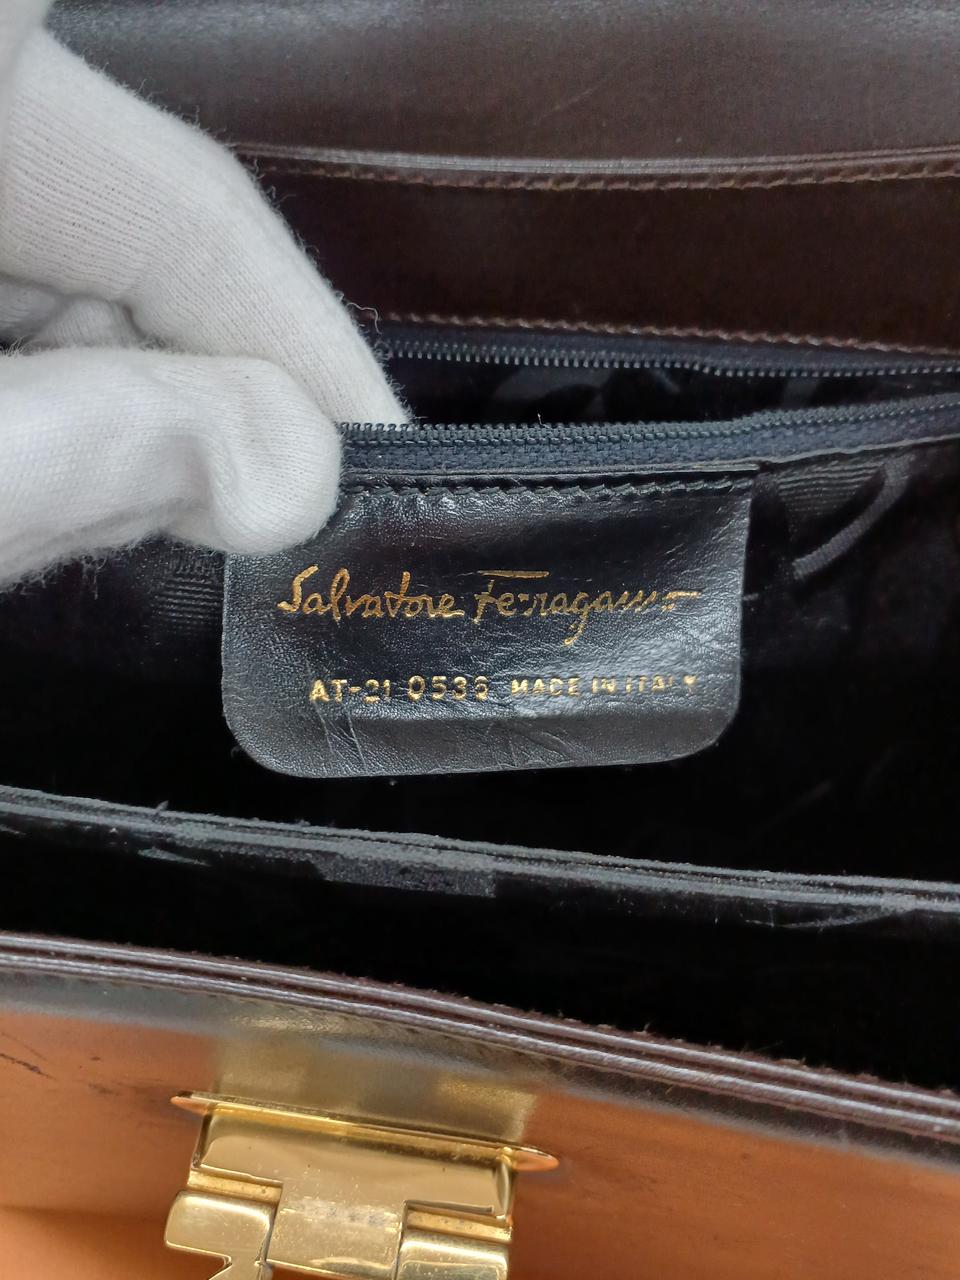 Salvatore Ferragamo
AT-21 0536 MADE IN ITALY